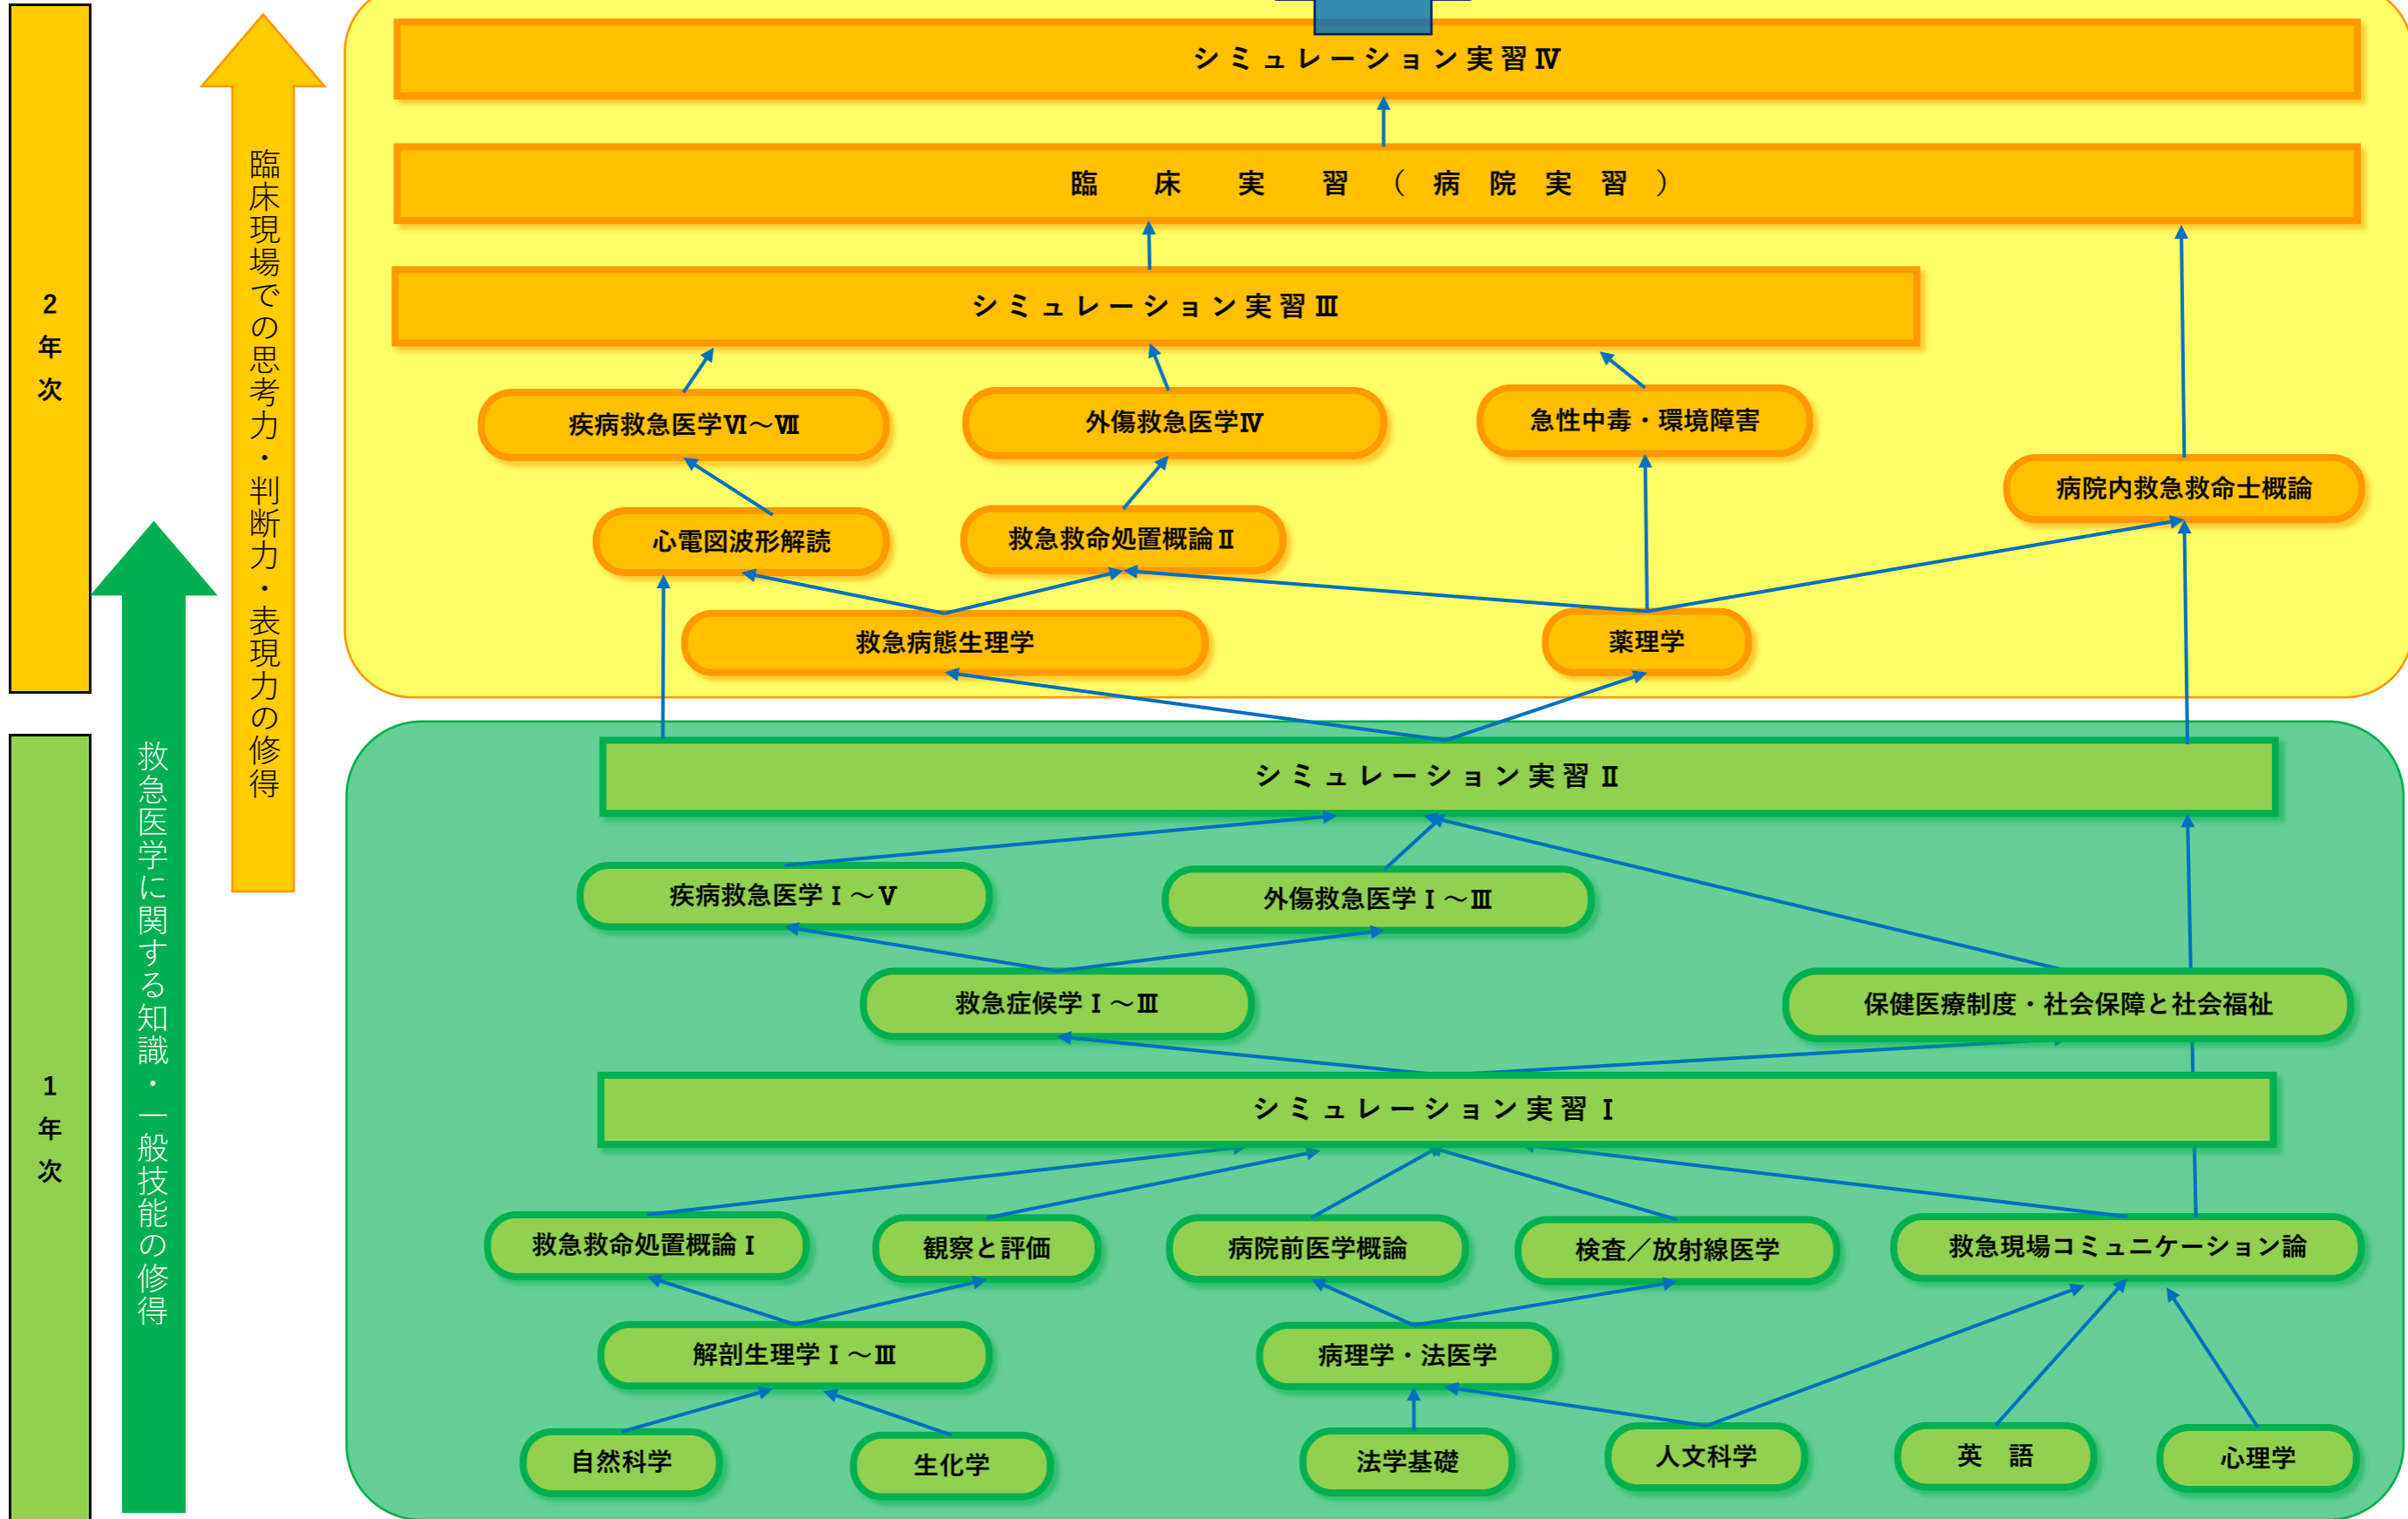 2年次
臨床現場での思考力・判断力・表現力の修得
シミュレーション実習Ⅳ
臨床実習（病院実習）
シミュレーション実習Ⅲ
疾病救急医学Ⅵ～Ⅶ
外傷救急医学Ⅳ
急性中毒・環境障害
病院内救急救命士概論
心電図波形解読
救急救命処置概論Ⅱ
救急病態生理学
薬理学
1年次
救急医学に関する知識・一般技能の修得
シミュレーション実習Ⅱ
疾病救急医学Ⅰ～Ⅴ
外傷救急医学Ⅰ～Ⅲ
救急症候学Ⅰ～Ⅲ
保健医療制度・社会保障と社会福祉
シミュレーション実習Ⅰ
救急救命処置概論Ⅰ
観察と評価
病院前医学概論
検査／放射線医学
救急現場コミュニケーション論
解剖生理学Ⅰ～Ⅲ
病理学・法医学
自然科学
生化学
法学基礎
人文科学
英　語
心理学